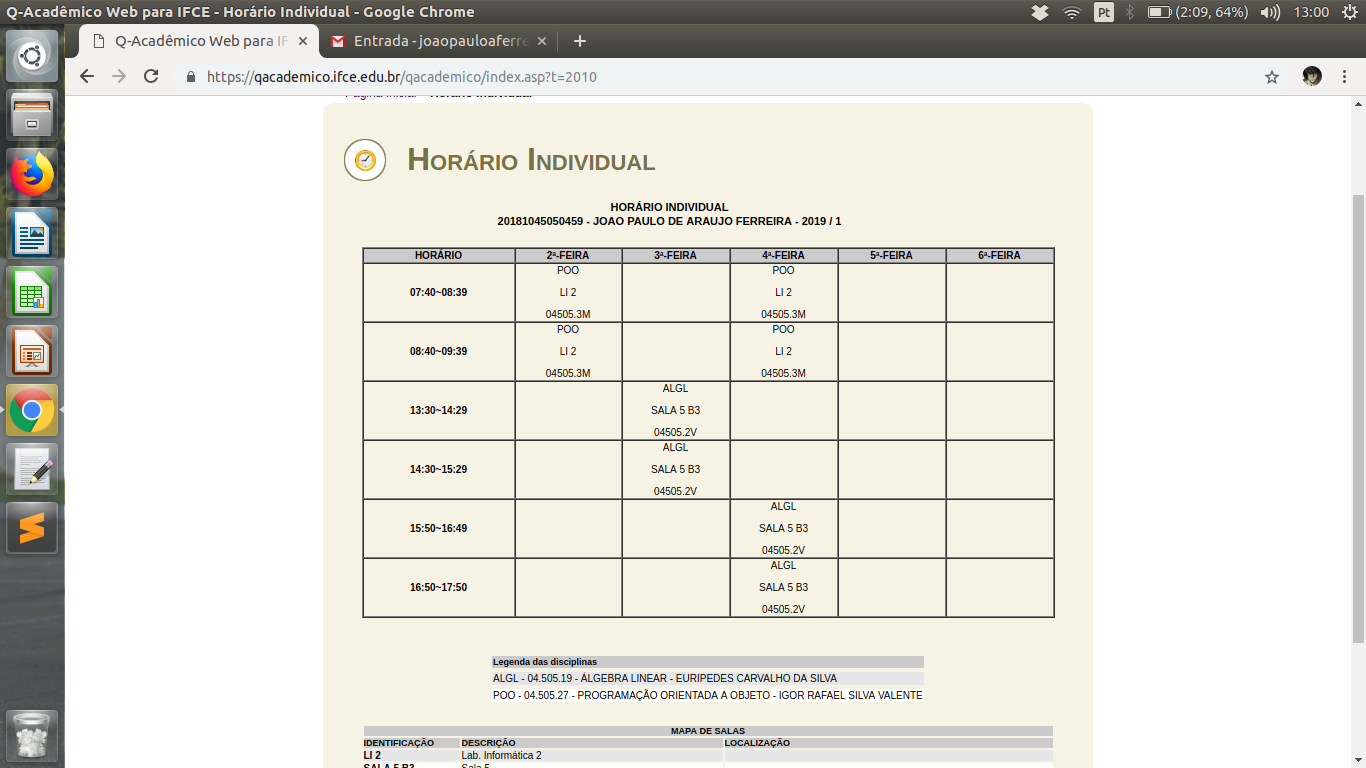 Q-Acadêmico Web para IFCE - Horário Individual - Google Chrome
Pt (2:09, 64%) 13:00
Q-Acadêmico Web para IF
Entrada - joaopauloaferre
https://qacademico.ifce.edu.br/qacademico/index.asp?t=2010
HORÁRIO INDIVIDUAL
HORÁRIO INDIVIDUAL
20181045050459 - JOAO PAULO DE ARAUJO FERREIRA - 2019 / 1
HORÁRIO 2ª-FEIRA 3ª-FEIRA 4ª-FEIRA 5ª-FEIRA 6ª-FEIRA
POO POO
07:40~08:39 LI 2 LI 2
04505.3M 04505.3M
POO POO
08:40~09:39 LI 2 LI 2
04505.3M 04505.3M
ALGL
13:30~14:29 SALA 5 B3
04505.2V
ALGL
14:30~15:29 SALA 5 B3
04505.2V
ALGL
15:50~16:49 SALA 5 B3
04505.2V
ALGL
16:50~17:50 SALA 5 B3
04505.2V
Legenda das disciplinas
ALGL - 04.505.19 - ÁLGEBRA LINEAR - EURIPEDES CARVALHO DA SILVA
POO - 04.505.27 - PROGRAMAÇÃO ORIENTADA A OBJETO - IGOR RAFAEL SILVA VALENTE
MAPA DE SALAS
IDENTIFICAÇÃO DESCRIÇÃO LOCALIZAÇÃO
LI 2 Lab. Informática 2
SALA 5 B3 Sala 5